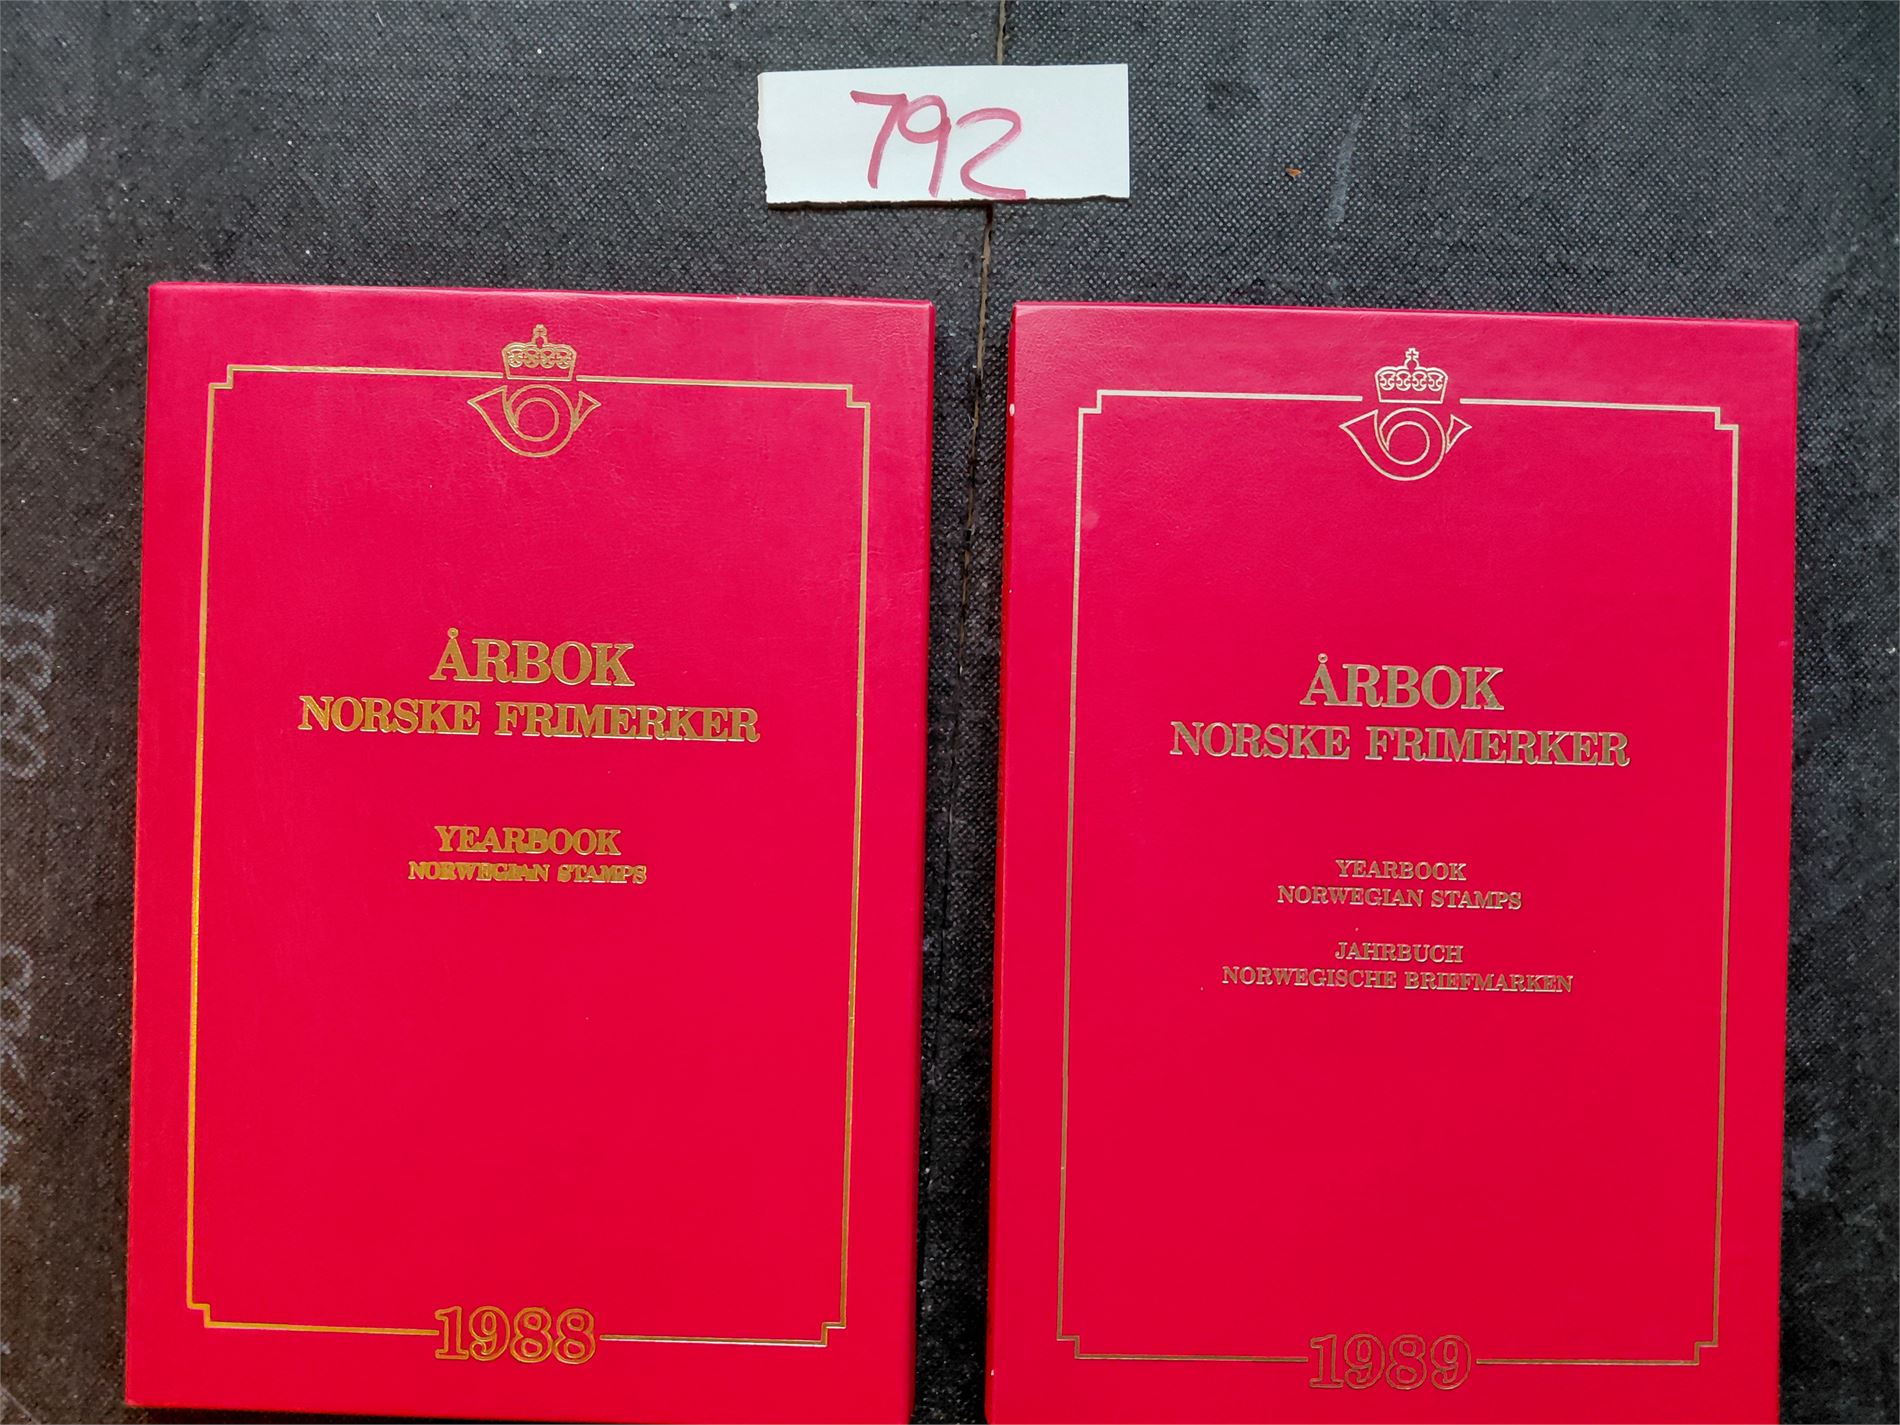 792
ÅRBOK
NORSKE FRIMERKER
YEARBOOK
NORWEGIAN STAMPS
1988
ÅRBOK
NORSKE FRIMERKER
YEARBOOK
NORWEGIAN STAMPS
JAHRBUCH
NORWEGISCHE BRIEFMARKEN
1989